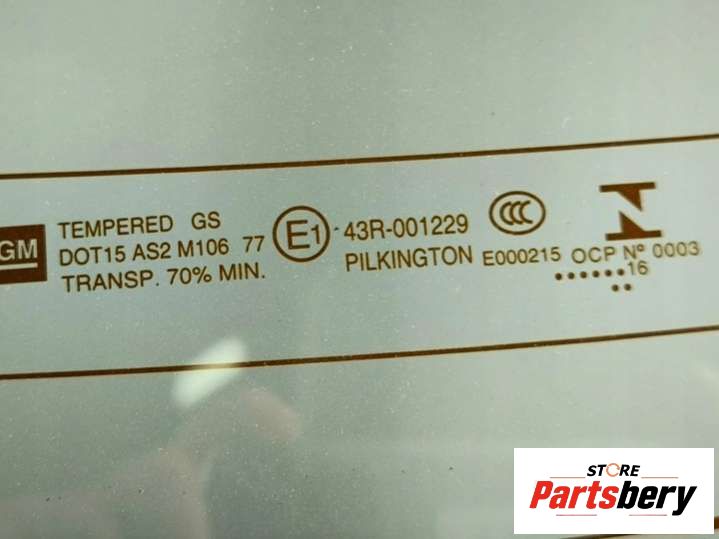 GM
TEMPERED GS
DOT15 AS2 M106 77
TRANSP. 70% MIN.
E1
43R-001229
PILKINGTON
CCC
E000215
OCP Nº 0003
.......16
..
STORE
Partsbery